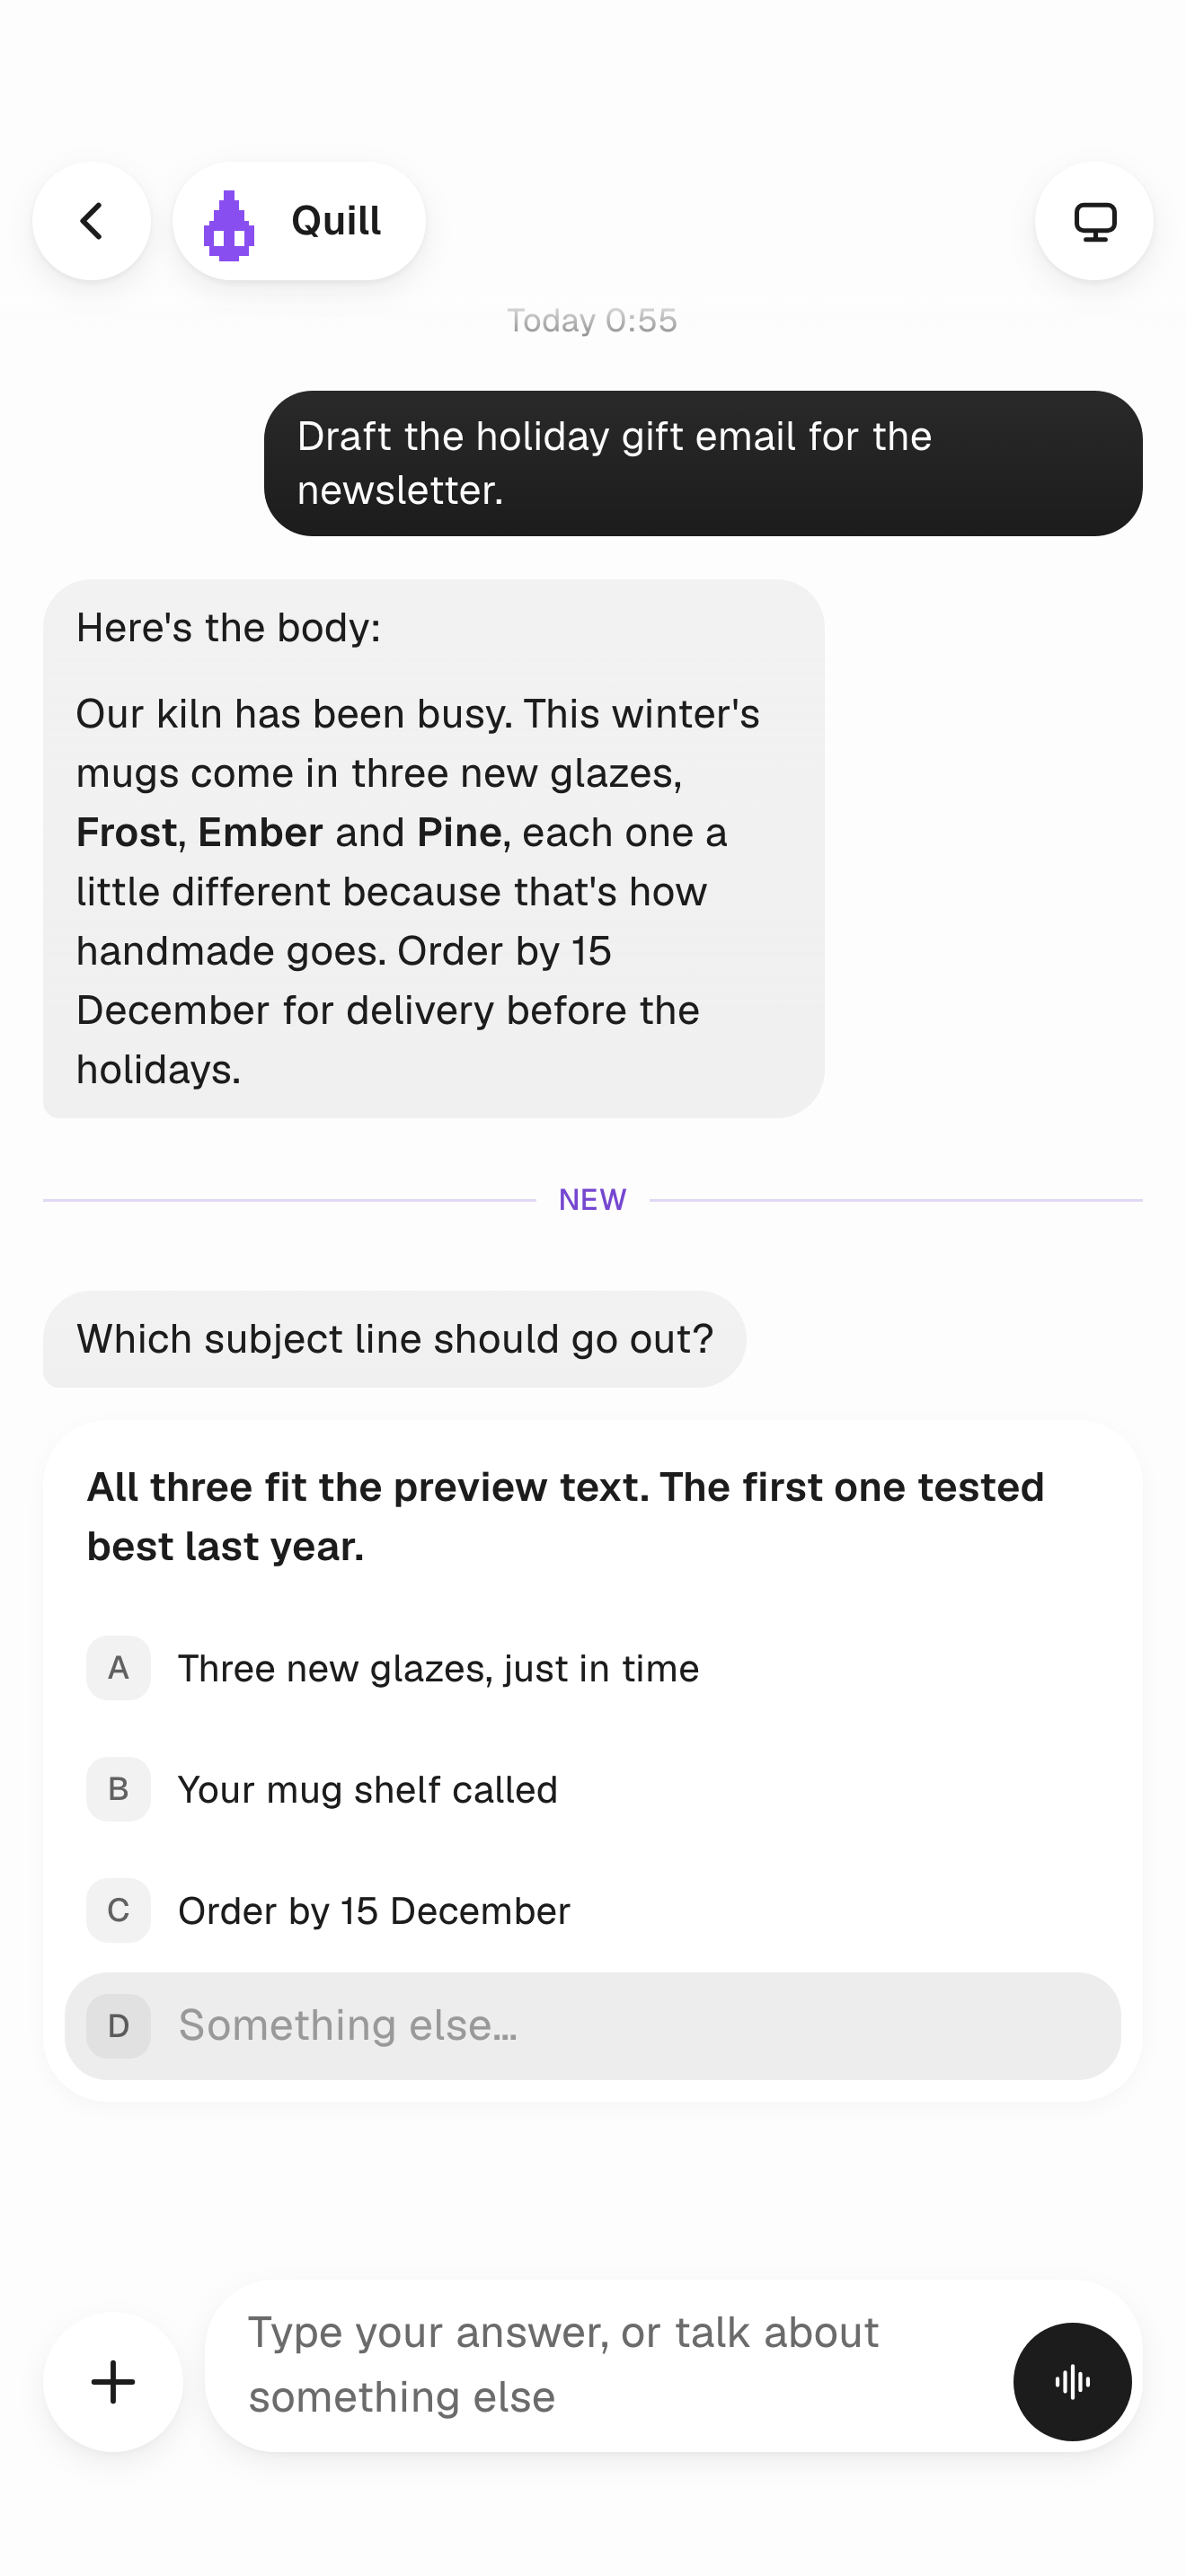 Quill
Today 0:55
Draft the holiday gift email for the
newsletter.
Here's the body:
Our kiln has been busy. This winter's
mugs come in three new glazes,
Frost, Ember and Pine, each one a
little different because that's how
handmade goes. Order by 15
December for delivery before the
holidays.
NEW
Which subject line should go out?
All three fit the preview text. The first one tested
best last year.
A Three new glazes, just in time
B Your mug shelf called
C Order by 15 December
D Something else…
Type your answer, or talk about
something else